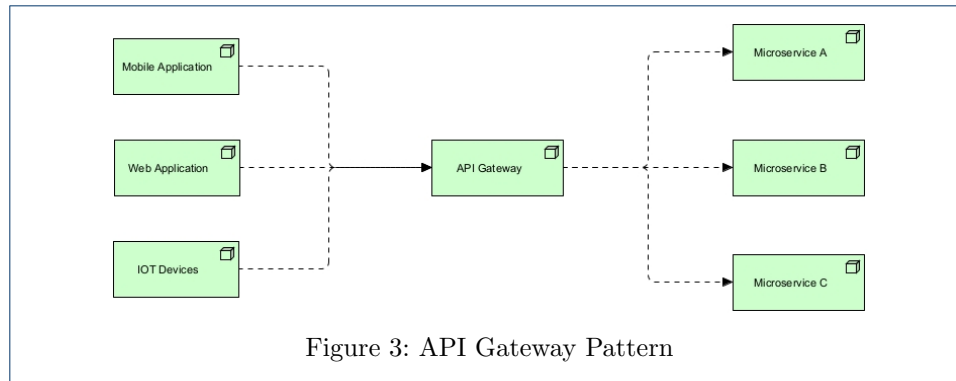 Mobile Application
Web Application
IOT Devices
API Gateway
Microservice A
Microservice B
Microservice C
Figure 3: API Gateway Pattern